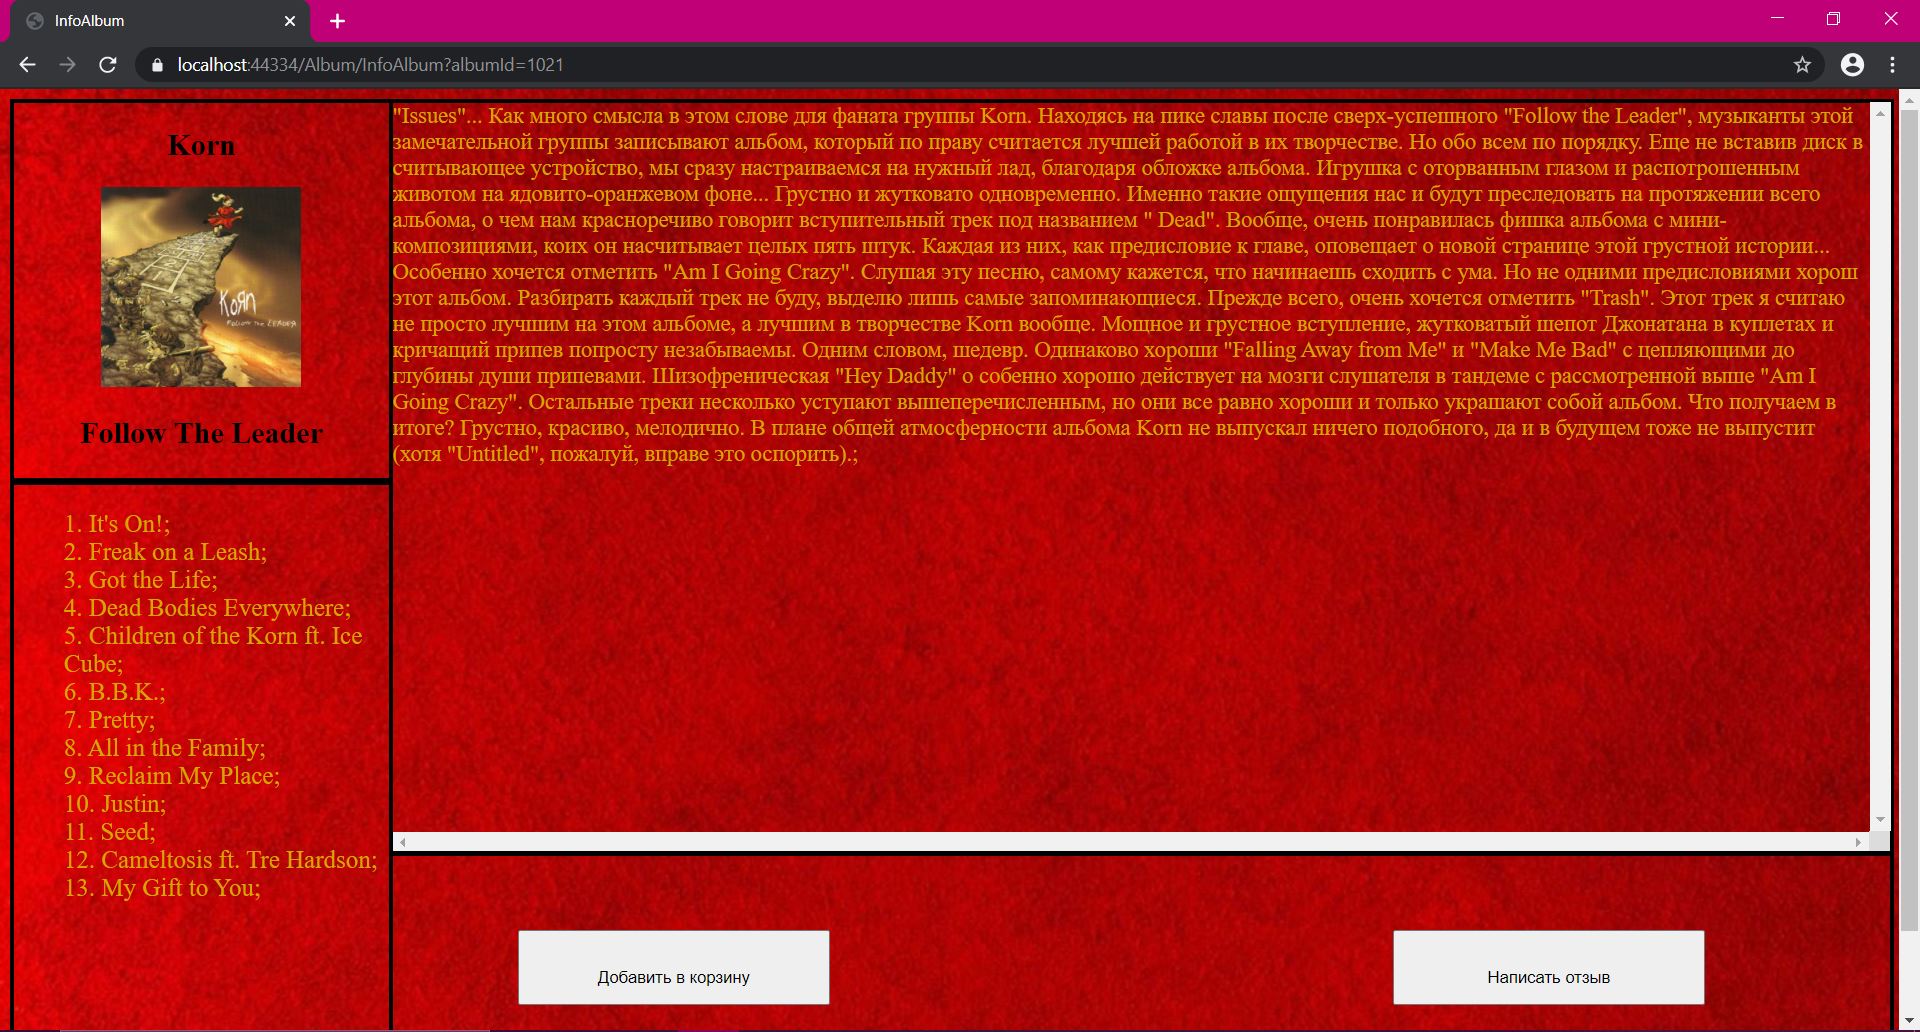 InfoAlbum
localhost:44334/Album/InfoAlbum?albumId=1021
Korn
KoЯn
Follow the Leader
Follow The Leader
1. It's On!;
2. Freak on a Leash;
3. Got the Life;
4. Dead Bodies Everywhere;
5. Children of the Korn ft. Ice
Cube;
6. B.B.K.;
7. Pretty;
8. All in the Family;
9. Reclaim My Place;
10. Justin;
11. Seed;
12. Cameltosis ft. Tre Hardson;
13. My Gift to You;
"Issues"... Как много смысла в этом слове для фаната группы Korn. Находясь на пике славы после сверх-успешного "Follow the Leader", музыканты этой
замечательной группы записывают альбом, который по праву считается лучшей работой в их творчестве. Но обо всем по порядку. Еще не вставив диск в
считывающее устройство, мы сразу настраиваемся на нужный лад, благодаря обложке альбома. Игрушка с оторванным глазом и распотрошенным
животом на ядовито-оранжевом фоне... Грустно и жутковато одновременно. Именно такие ощущения нас и будут преследовать на протяжении всего
альбома, о чем нам красноречиво говорит вступительный трек под названием " Dead". Вообще, очень понравилась фишка альбома с мини-
композициями, коих он насчитывает целых пять штук. Каждая из них, как предисловие к главе, оповещает о новой странице этой грустной истории...
Особенно хочется отметить "Am I Going Crazy". Слушая эту песню, самому кажется, что начинаешь сходить с ума. Но не одними предисловиями хорош
этот альбом. Разбирать каждый трек не буду, выделю лишь самые запоминающиеся. Прежде всего, очень хочется отметить "Trash". Этот трек я считаю
не просто лучшим на этом альбоме, а лучшим в творчестве Korn вообще. Мощное и грустное вступление, жутковатый шепот Джонатана в куплетах и
кричащий припев попросту незабываемы. Одним словом, шедевр. Одинаково хороши "Falling Away from Me" и "Make Me Bad" с цепляющими до
глубины души припевами. Шизофреническая "Hey Daddy" о собенно хорошо действует на мозги слушателя в тандеме с рассмотренной выше "Am I
Going Crazy". Остальные треки несколько уступают вышеперечисленным, но они все равно хороши и только украшают собой альбом. Что получаем в
итоге? Грустно, красиво, мелодично. В плане общей атмосферности альбома Korn не выпускал ничего подобного, да и в будущем тоже не выпустит
(хотя "Untitled", пожалуй, вправе это оспорить).;
Добавить в корзину
Написать отзыв